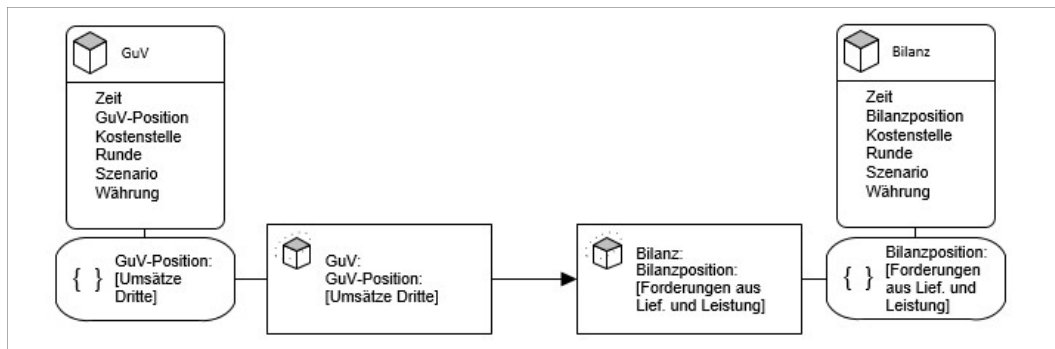 GuV
Zeit
GuV-Position
Kostenstelle
Runde
Szenario
Währung
{ }
GuV-Position:
[Umsätze
Dritte]
GuV:
GuV-Position:
[Umsätze Dritte]
Bilanz:
Bilanzposition:
[Forderungen aus
Lief. und Leistung]
Bilanz
Zeit
Bilanzposition
Kostenstelle
Runde
Szenario
Währung
{ }
Bilanzposition:
[Forderungen
aus Lief. und
Leistung]